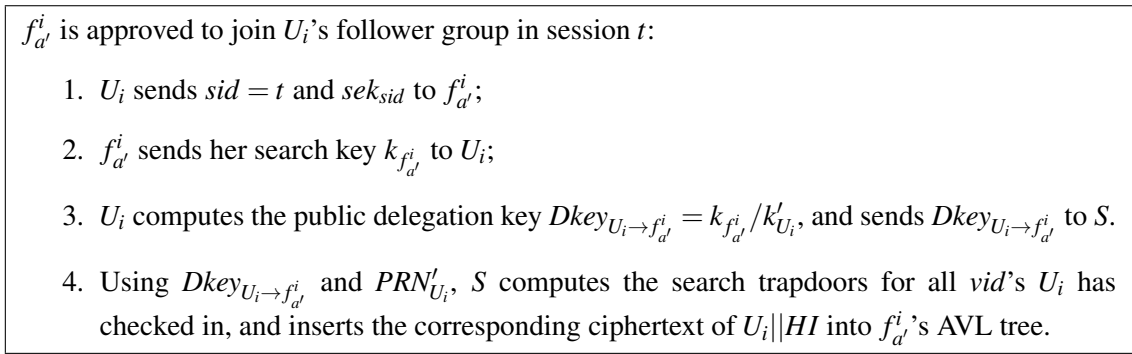 f^i_{a'} is approved to join U_i's follower group in session t:
1. U_i sends sid = t and sek_{sid} to f^i_{a'};
2. f^i_{a'} sends her search key k_{f^i_{a'}} to U_i;
3. U_i computes the public delegation key Dkey_{U_i→f^i_{a'}} = k_{f^i_{a'}}/k'_{U_i}, and sends Dkey_{U_i→f^i_{a'}} to S.
4. Using Dkey_{U_i→f^i_{a'}} and PRN'_{U_i}, S computes the search trapdoors for all vid's U_i has
checked in, and inserts the corresponding ciphertext of U_i||HI into f^i_{a'}'s AVL tree.